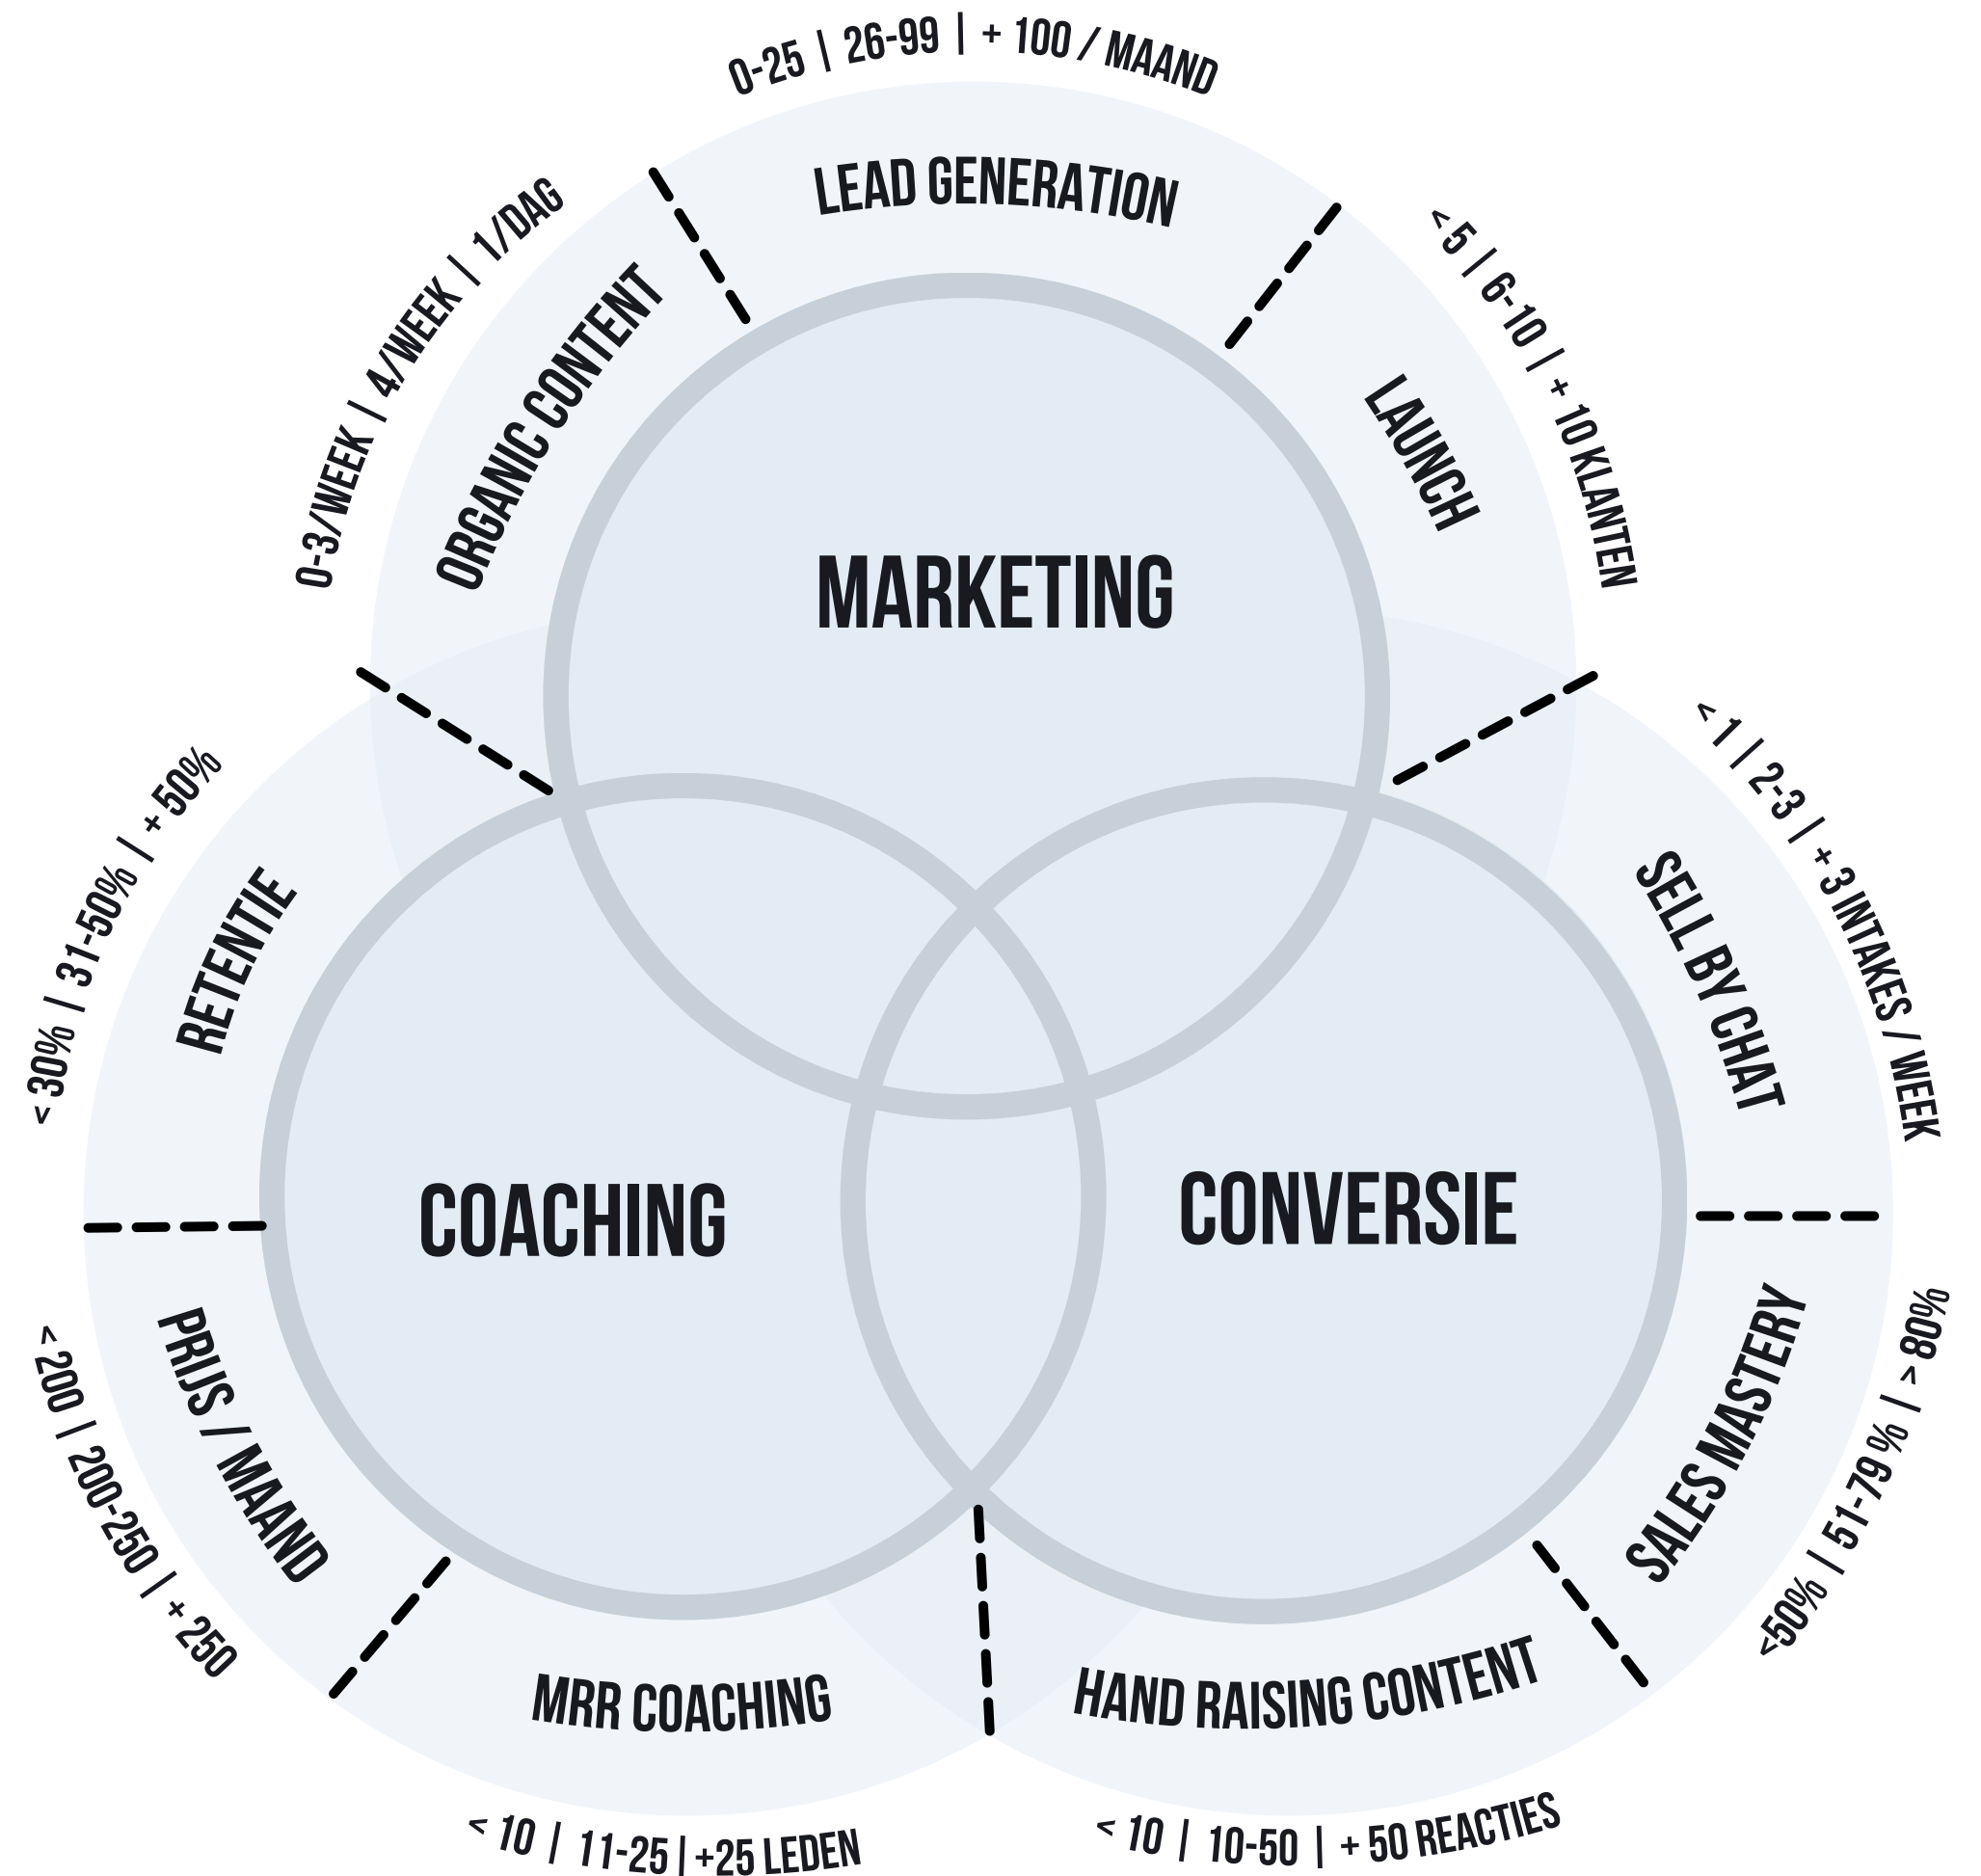 0-25 | 26-99 | + 100 / MAAND
LEAD GENERATION
0-3/WEEK | 4/WEEK | 1/DAG
ORGANIC CONTENT
< 5 | 6-10 | + 10 KLANTEN
LAUNCH
MARKETING
< 30% | 31-50% | + 50%
RETENTIE
< 1 | 2-3 | + 3 INTAKES / WEEK
SELL BY CHAT
COACHING
CONVERSIE
< 200 | 200-250 | + 250
PRIJS / MAAND
<50% | 51-79 % | > 80%
SALES MASTERY
MRR COACHING
HAND RAISING CONTENT
< 10 | 11-25 | +25 LEDEN
< 10 | 10-50 | + 50 REACTIES